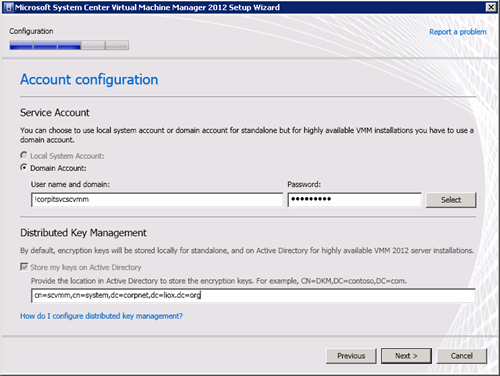 Microsoft System Center Virtual Machine Manager 2012 Setup Wizard
Configuration
Report a problem
Account configuration
Service Account
You can choose to use local system account or domain account for standalone but for highly available VMM installations you have to use a
domain account.
Local System Account:
Domain Account:
User name and domain:
Password:
!corpitsvcscvmm
•••••••••
Select
Distributed Key Management
By default, encryption keys will be stored locally for standalone, and on Active Directory for highly available VMM 2012 server installations.
Store my keys on Active Directory
Provide the location in Active Directory to store the encryption keys. For example, CN=DKM,DC=contoso,DC=com.
cn=scvmm,cn=system,dc=corpnet,dc=liox.dc=org
How do I configure distributed key management?
Previous
Next >
Cancel